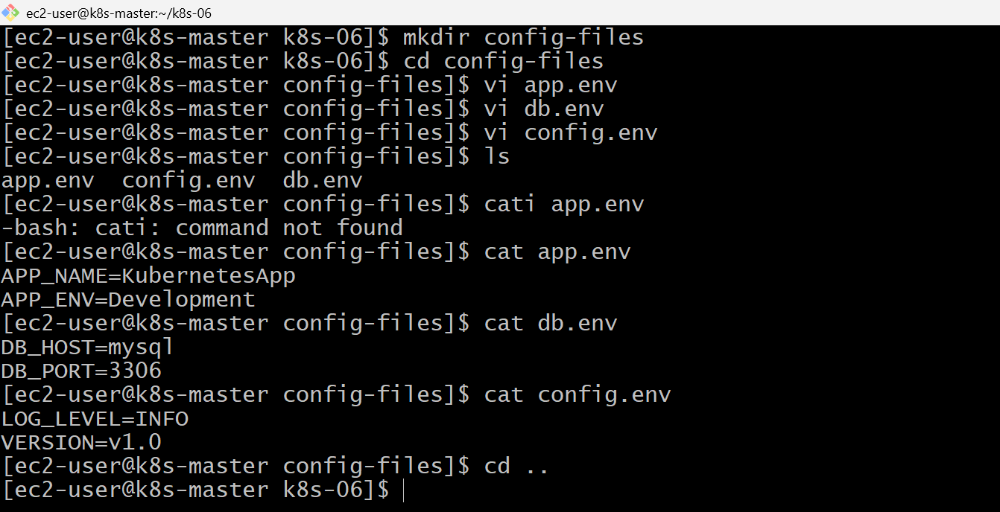 ec2-user@k8s-master:~/k8s-06
[ec2-user@k8s-master k8s-06]$ mkdir config-files
[ec2-user@k8s-master k8s-06]$ cd config-files
[ec2-user@k8s-master config-files]$ vi app.env
[ec2-user@k8s-master config-files]$ vi db.env
[ec2-user@k8s-master config-files]$ vi config.env
[ec2-user@k8s-master config-files]$ ls
app.env  config.env  db.env
[ec2-user@k8s-master config-files]$ cati app.env
-bash: cati: command not found
[ec2-user@k8s-master config-files]$ cat app.env
APP_NAME=KubernetesApp
APP_ENV=Development
[ec2-user@k8s-master config-files]$ cat db.env
DB_HOST=mysql
DB_PORT=3306
[ec2-user@k8s-master config-files]$ cat config.env
LOG_LEVEL=INFO
VERSION=v1.0
[ec2-user@k8s-master config-files]$ cd ..
[ec2-user@k8s-master k8s-06]$